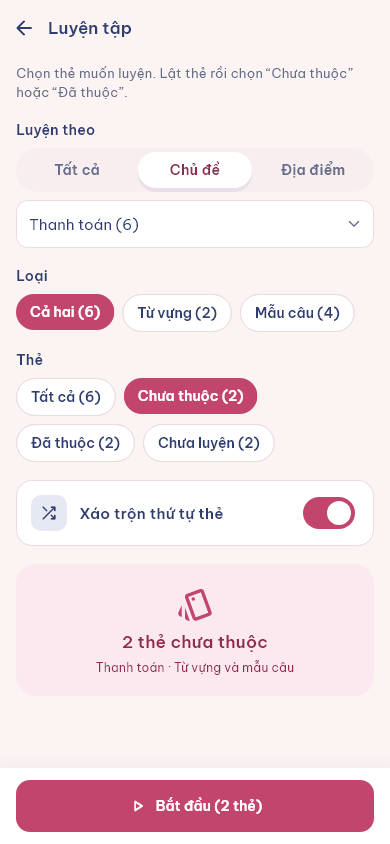 Luyện tập
Chọn thẻ muốn luyện. Lật thẻ rồi chọn “Chưa thuộc”
hoặc “Đã thuộc”.
Luyện theo
Tất cả
Chủ đề
Địa điểm
Thanh toán (6)
Loại
Cả hai (6)
Từ vựng (2)
Mẫu câu (4)
Thẻ
Tất cả (6)
Chưa thuộc (2)
Đã thuộc (2)
Chưa luyện (2)
Xáo trộn thứ tự thẻ
2 thẻ chưa thuộc
Thanh toán · Từ vựng và mẫu câu
Bắt đầu (2 thẻ)